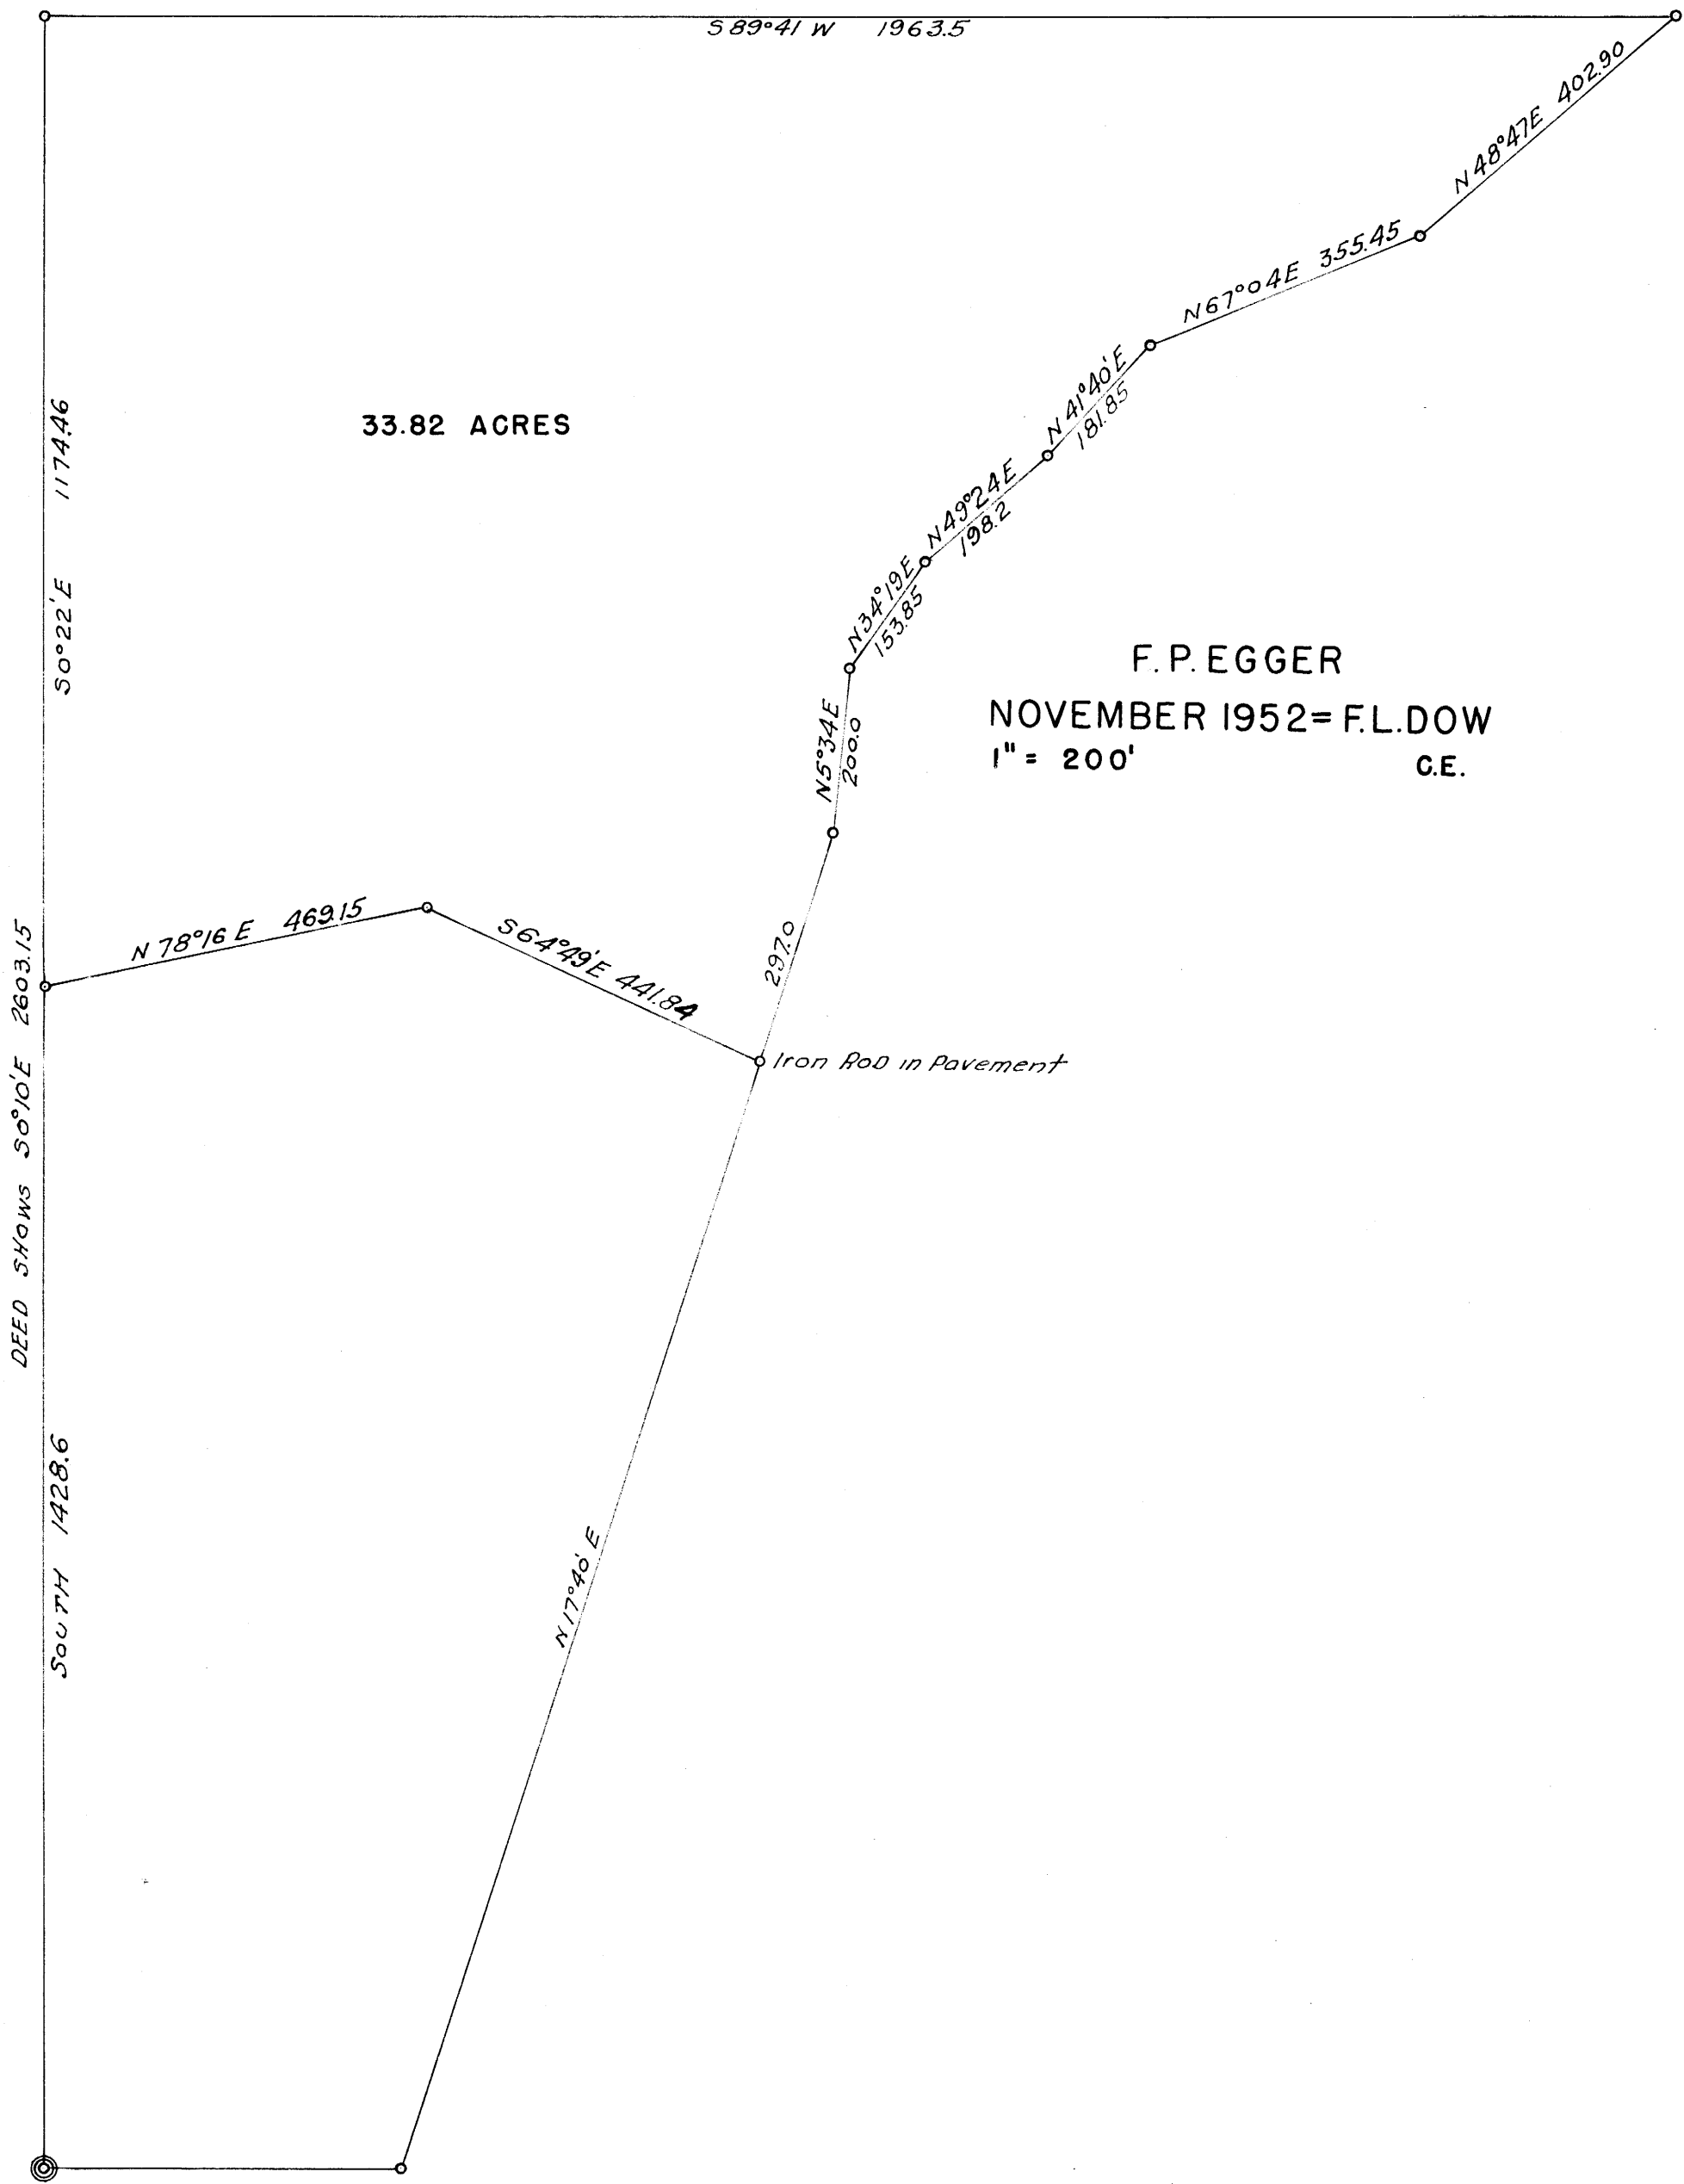 S 89°41 W 1963.5
N 48°47E 402.90
N67°04E 355.45
N 41°40'E
181.85
33.82 ACRES
S0°22'E 1174.46
N49°24E
198.2
N34°19E
153.85
F. P. EGGER
NOVEMBER 1952= F.L.DOW
1" = 200' C.E.
N5°34E
200.0
N 78°16 E 469.15
S64°49'E 441.84
297.0
Iron Rod in Pavement
DEED SHOWS S0°10'E 2603.15
SOUTH 1428.6
N17°40' E